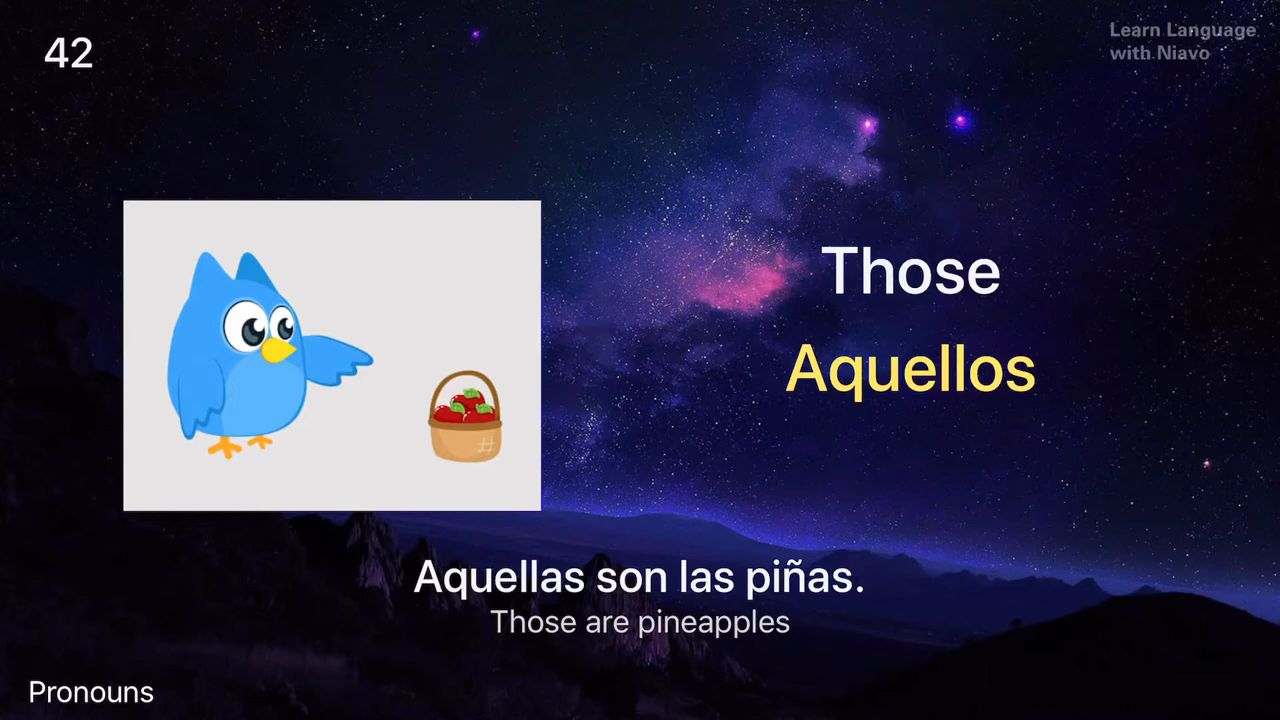 42
Learn Language
with Niavo
Those
Aquellos
Aquellas son las piñas.
Those are pineapples
Pronouns